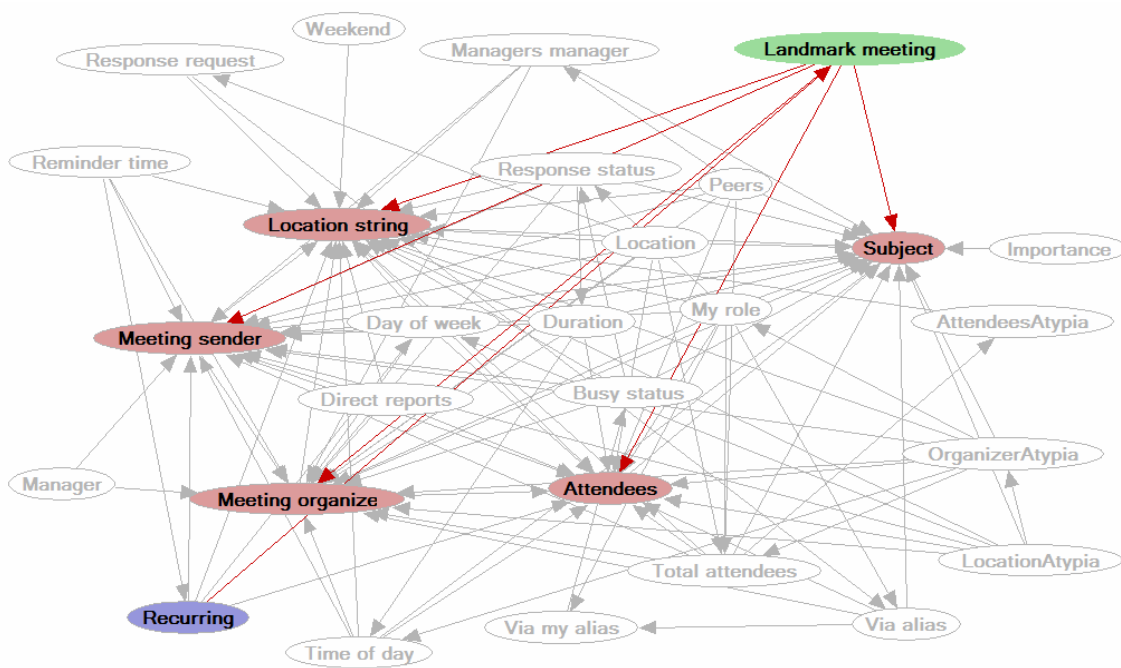 Weekend
Response request
Managers manager
Landmark meeting
Reminder time
Response status
Peers
Location string
Location
Subject
Importance
Day of week
Duration
My role
AttendeesAtypia
Meeting sender
Direct reports
Busy status
OrganizerAtypia
Manager
Meeting organize
Attendees
Total attendees
LocationAtypia
Recurring
Via my alias
Via alias
Time of day